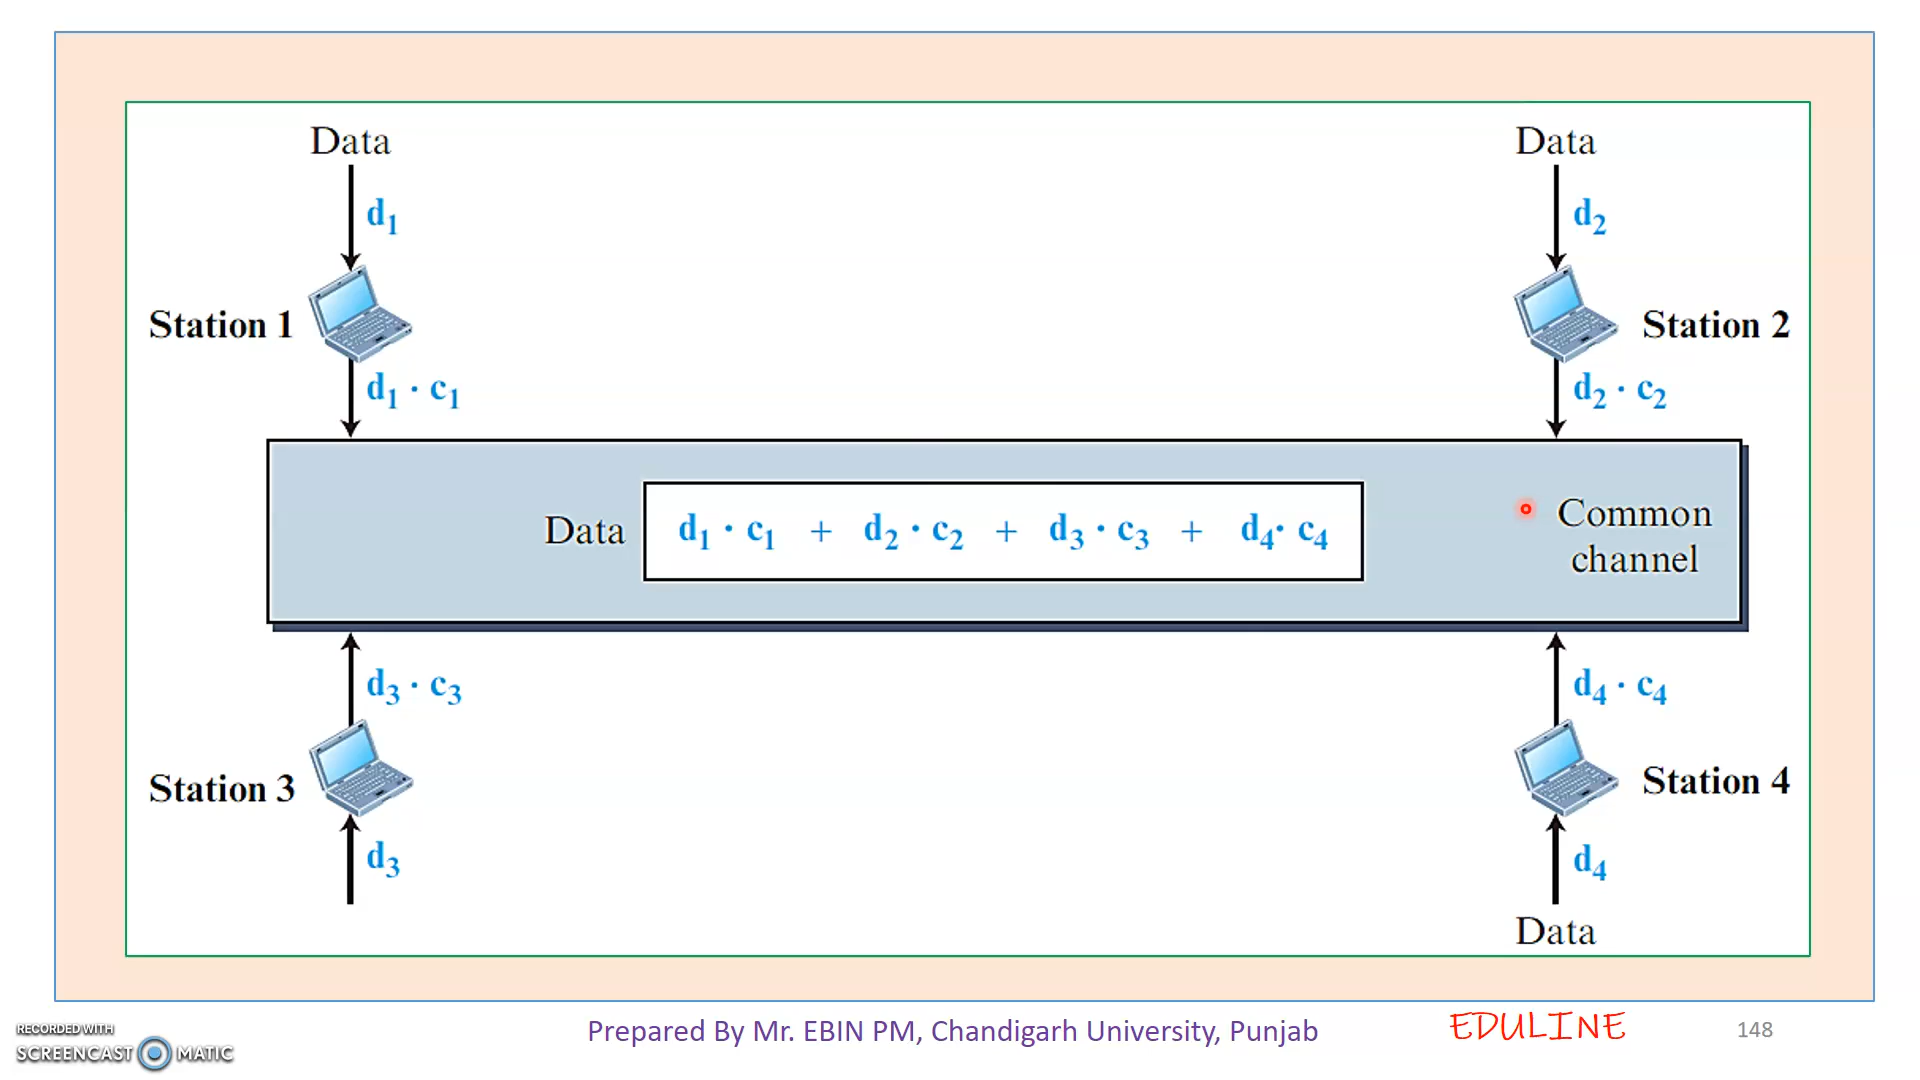 Data
Data
d₁
d₂
Station 1
Station 2
d₁ · c₁
d₂ · c₂
Data
d₁ · c₁ + d₂ · c₂ + d₃ · c₃ + d₄· c₄
Common
channel
d₃ · c₃
d₄ · c₄
Station 3
Station 4
d₃
d₄
Data
RECORDED WITH
SCREENCAST MATIC
Prepared By Mr. EBIN PM, Chandigarh University, Punjab
EDULINE
148